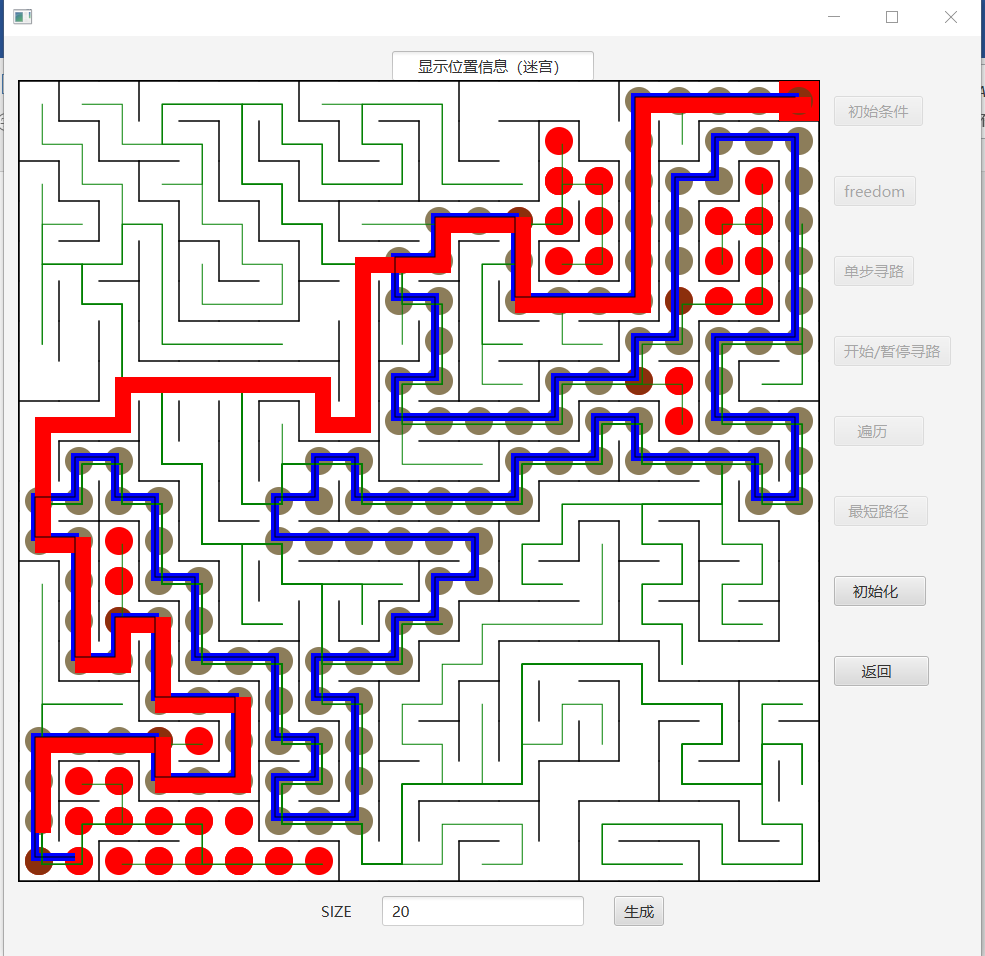 显示位置信息（迷宫）
初始条件
freedom
单步寻路
开始/暂停寻路
遍历
最短路径
初始化
返回
SIZE 20 生成